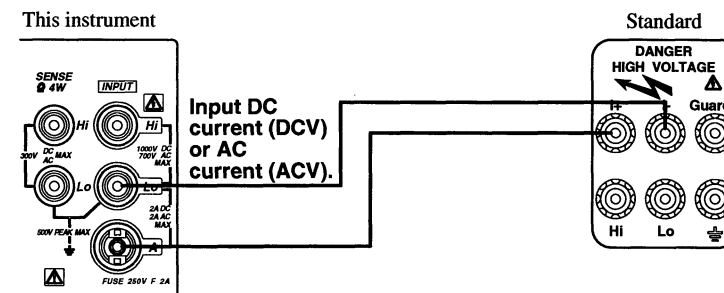 This instrument
Standard
SENSE
Ω 4W
INPUT
Hi
Hi
300V
DC
AC
MAX
1000V DC
700V AC
MAX
Lo
Lo
2A DC
2A AC
MAX
500V PEAK MAX
A
FUSE 250V F 2A
Input DC
current (DCV)
or AC
current (ACV).
DANGER
HIGH VOLTAGE
I+
Hi
Lo